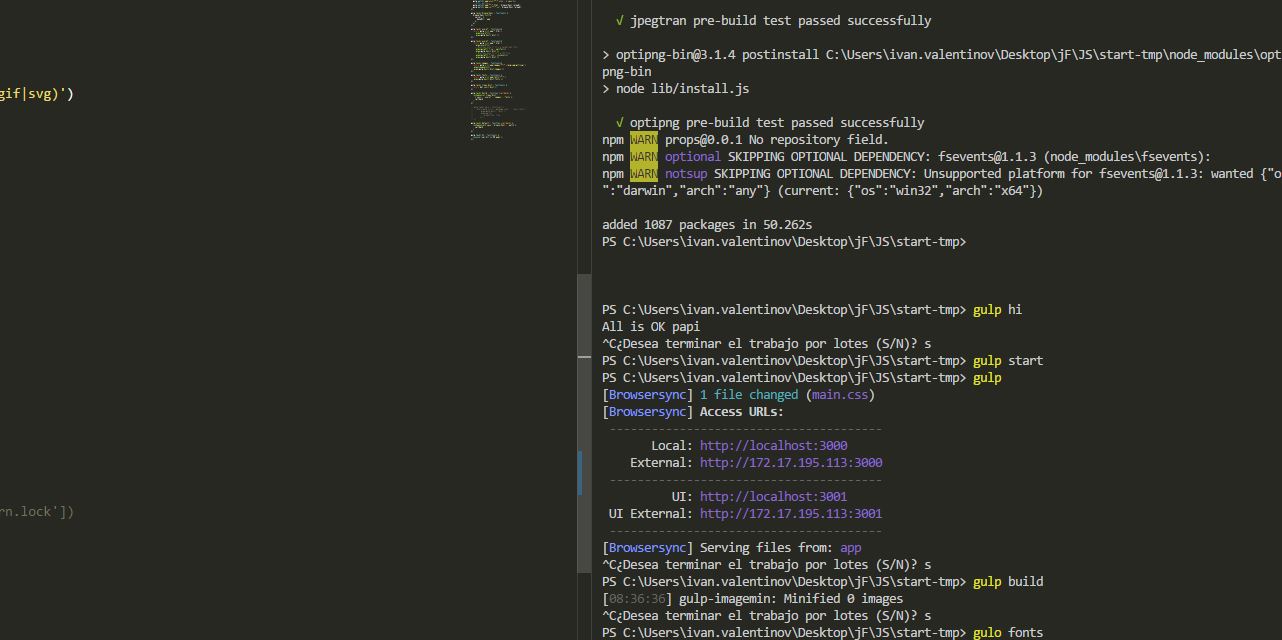 gif|svg)')
rn.lock'])
√ jpegtran pre-build test passed successfully
> optipng-bin@3.1.4 postinstall C:\Users\ivan.valentinov\Desktop\jF\JS\start-tmp\node_modules\opt
png-bin
> node lib/install.js
√ optipng pre-build test passed successfully
npm WARN props@0.0.1 No repository field.
npm WARN optional SKIPPING OPTIONAL DEPENDENCY: fsevents@1.1.3 (node_modules\fsevents):
npm WARN notsup SKIPPING OPTIONAL DEPENDENCY: Unsupported platform for fsevents@1.1.3: wanted {"o
":"darwin","arch":"any"} (current: {"os":"win32","arch":"x64"})
added 1087 packages in 50.262s
PS C:\Users\ivan.valentinov\Desktop\jF\JS\start-tmp>
PS C:\Users\ivan.valentinov\Desktop\jF\JS\start-tmp> gulp hi
All is OK papi
^C¿Desea terminar el trabajo por lotes (S/N)? s
PS C:\Users\ivan.valentinov\Desktop\jF\JS\start-tmp> gulp start
PS C:\Users\ivan.valentinov\Desktop\jF\JS\start-tmp> gulp
[Browsersync] 1 file changed (main.css)
[Browsersync] Access URLs:
---------------------------------------
Local: http://localhost:3000
External: http://172.17.195.113:3000
---------------------------------------
UI: http://localhost:3001
UI External: http://172.17.195.113:3001
---------------------------------------
[Browsersync] Serving files from: app
^C¿Desea terminar el trabajo por lotes (S/N)? s
PS C:\Users\ivan.valentinov\Desktop\jF\JS\start-tmp> gulp build
[08:36:36] gulp-imagemin: Minified 0 images
^C¿Desea terminar el trabajo por lotes (S/N)? s
PS C:\Users\ivan.valentinov\Desktop\jF\JS\start-tmp> gulo fonts